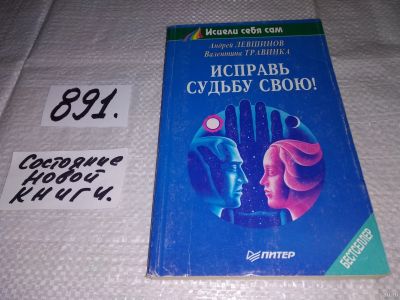 891.
Состояние
Новой
книги.
Исцели себя сам
Андрей ЛЕВШИНОВ
Валентина ТРАВИНКА
ИСПРАВЬ
СУДЬБУ СВОЮ!
ПИТЕР
БЕСТСЕЛЛЕР